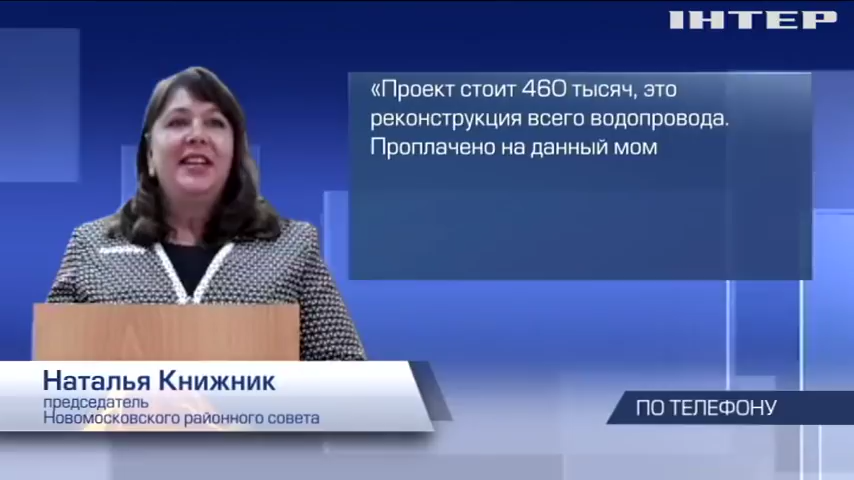 ІНТЕР
«Проект стоит 460 тысяч, это
реконструкция всего водопровода.
Проплачено на данный мом
Наталья Книжник
председатель
Новомосковского районного совета
ПО ТЕЛЕФОНУ